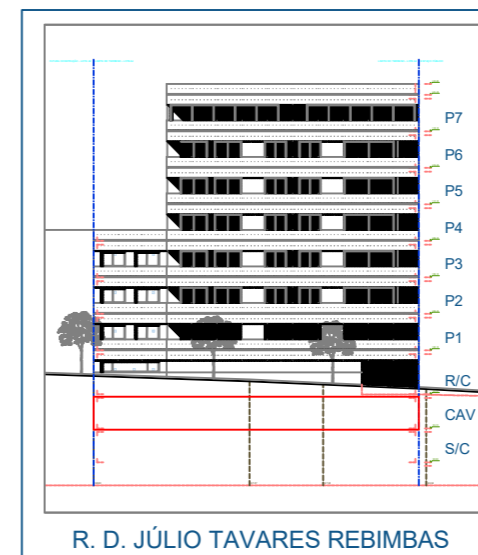 P7
P6
P5
P4
P3
P2
P1
R/C
CAV
S/C
R. D. JÚLIO TAVARES REBIMBAS